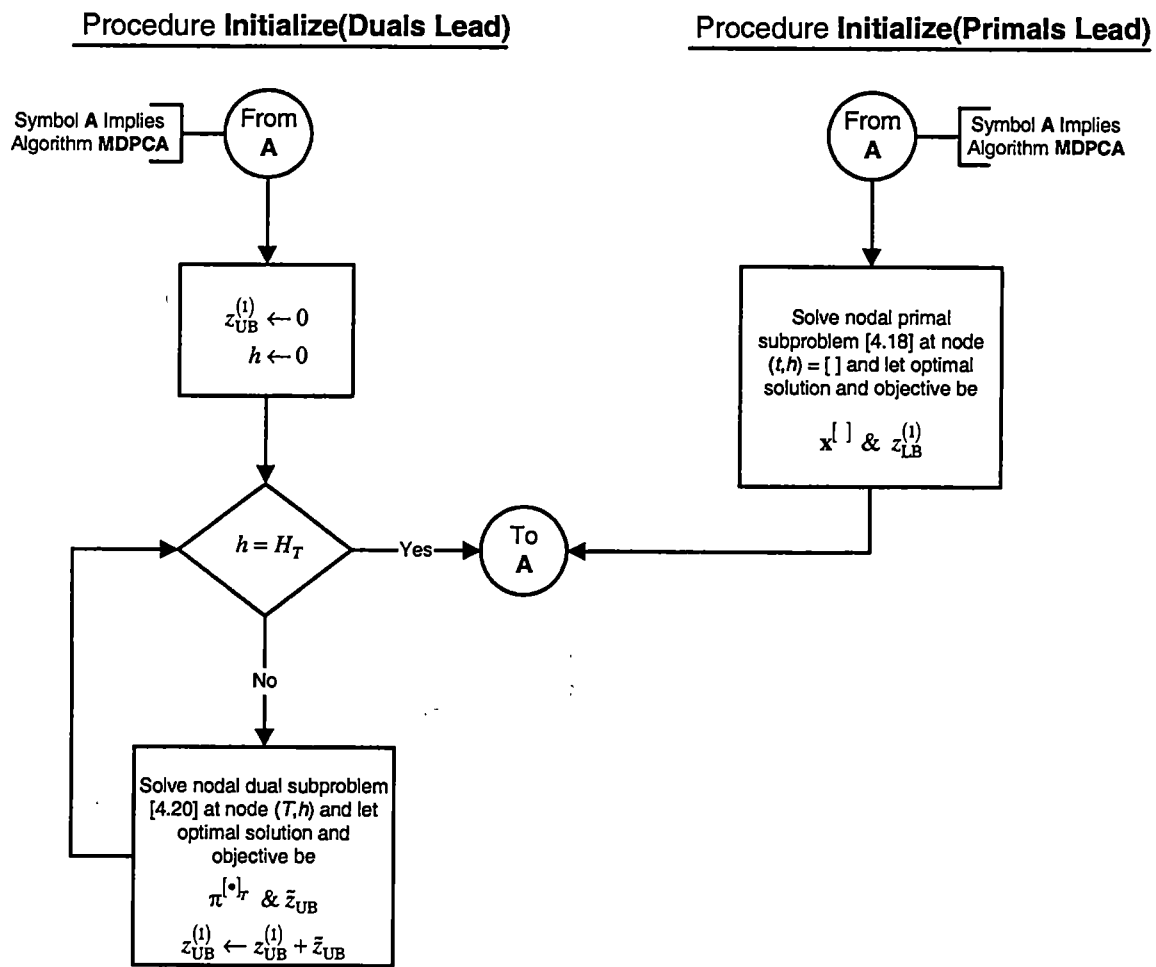 Procedure Initialize(Duals Lead)
Symbol A Implies
Algorithm MDPCA
From
A
z_UB^(1) ← 0
h ← 0
h = H_T
Yes
To
A
No
Solve nodal dual subproblem
[4.20] at node (T,h) and let
optimal solution and
objective be
π^[•]_T & z̃_UB
z_UB^(1) ← z_UB^(1) + z̃_UB
Procedure Initialize(Primals Lead)
From
A
Symbol A Implies
Algorithm MDPCA
Solve nodal primal
subproblem [4.18] at node
(t,h) = [ ] and let optimal
solution and objective be
x^[ ] & z_LB^(1)